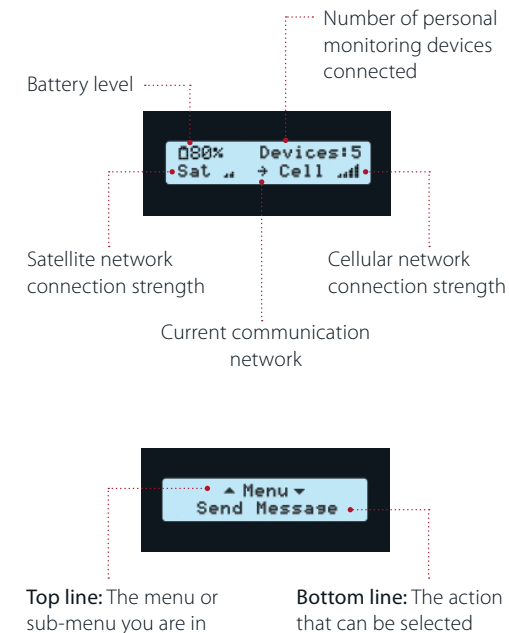 Number of personal
monitoring devices
connected
Battery level
80% Devices:5
Sat → Cell
Satellite network
connection strength
Cellular network
connection strength
Current communication
network
▲ Menu ▼
Send Message
Top line: The menu or
sub-menu you are in
Bottom line: The action
that can be selected